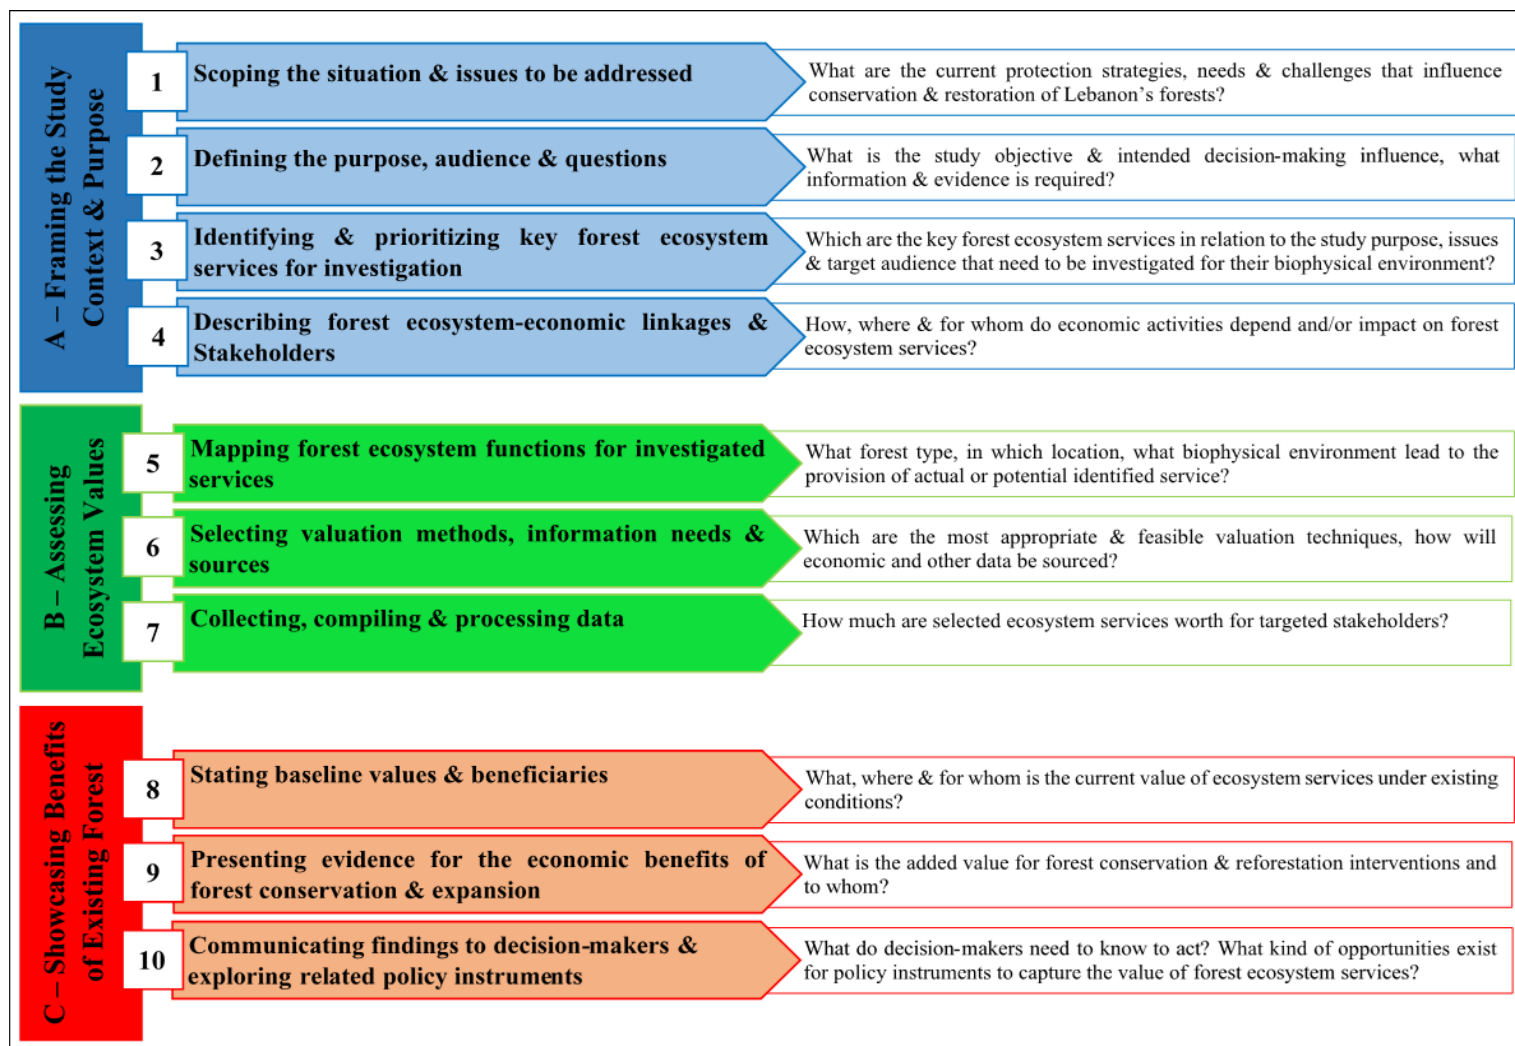 A – Framing the Study
Context & Purpose
1
Scoping the situation & issues to be addressed
What are the current protection strategies, needs & challenges that influence
conservation & restoration of Lebanon's forests?
2
Defining the purpose, audience & questions
What is the study objective & intended decision-making influence, what
information & evidence is required?
3
Identifying & prioritizing key forest ecosystem
services for investigation
Which are the key forest ecosystem services in relation to the study purpose, issues
& target audience that need to be investigated for their biophysical environment?
4
Describing forest ecosystem-economic linkages &
Stakeholders
How, where & for whom do economic activities depend and/or impact on forest
ecosystem services?
B – Assessing
Ecosystem Values
5
Mapping forest ecosystem functions for investigated
services
What forest type, in which location, what biophysical environment lead to the
provision of actual or potential identified service?
6
Selecting valuation methods, information needs &
sources
Which are the most appropriate & feasible valuation techniques, how will
economic and other data be sourced?
7
Collecting, compiling & processing data
How much are selected ecosystem services worth for targeted stakeholders?
C – Showcasing Benefits
of Existing Forest
8
Stating baseline values & beneficiaries
What, where & for whom is the current value of ecosystem services under existing
conditions?
9
Presenting evidence for the economic benefits of
forest conservation & expansion
What is the added value for forest conservation & reforestation interventions and
to whom?
10
Communicating findings to decision-makers &
exploring related policy instruments
What do decision-makers need to know to act? What kind of opportunities exist
for policy instruments to capture the value of forest ecosystem services?